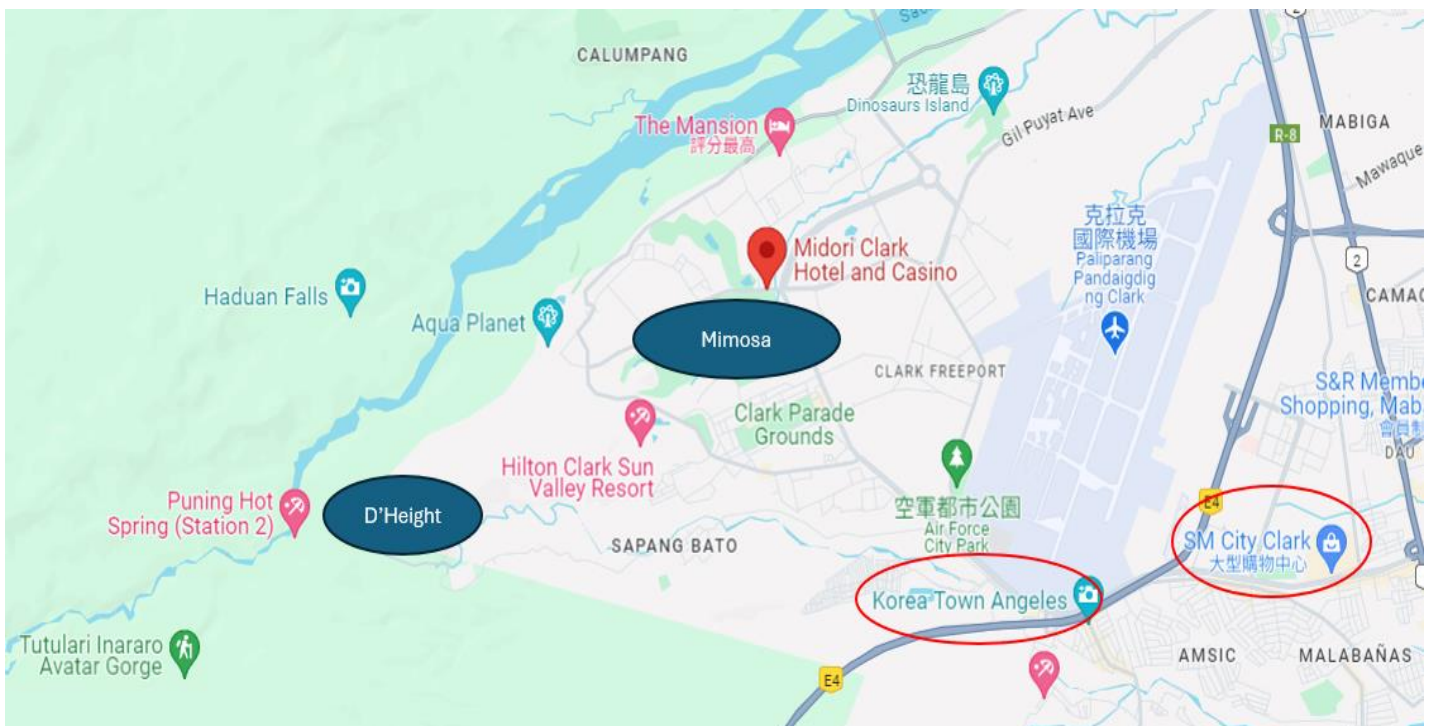 CALUMPANG
恐龍島
Dinosaurs Island
Gil Puyat Ave
The Mansion
評分最高
R-8
MABIGA
Mawaque
2
克拉克
國際機場
Paliparang
Pandaigdig
ng Clark
Midori Clark
Hotel and Casino
2
Haduan Falls
CAMAC
Aqua Planet
Mimosa
CLARK FREEPORT
S&R Membe
Shopping, Mab
DAU
Clark Parade
Grounds
Hilton Clark Sun
Valley Resort
Puning Hot
Spring (Station 2)
D'Height
空軍都市公園
Air Force
City Park
E4
SM City Clark
大型購物中心
SAPANG BATO
Korea Town Angeles
Tutulari Inararo
Avatar Gorge
AMSIC
MALABAÑAS
E4